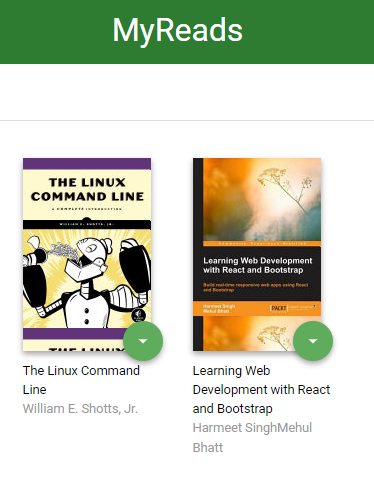 MyReads
THE LINUX
COMMAND LINE
A COMPLETE INTRODUCTION
WILLIAM E. SHOTTS, JR.
THE LINUX
The Linux Command
Line
William E. Shotts, Jr.
Community Experience Distilled
Learning Web Development
with React and Bootstrap
Build real-time responsive web apps using React
and Bootstrap
Harmeet Singh
Mehul Bhatt
PACKT
Learning Web
Development with React
and Bootstrap
Harmeet SinghMehul
Bhatt